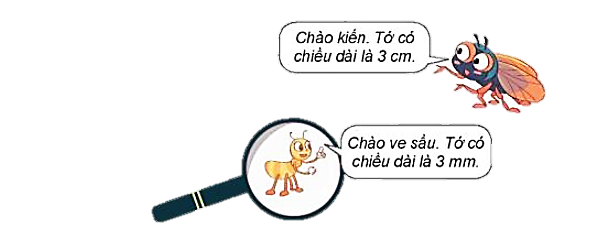 Chào kiến. Tớ có
chiều dài là 3 cm.
Chào ve sầu. Tớ có
chiều dài là 3 mm.